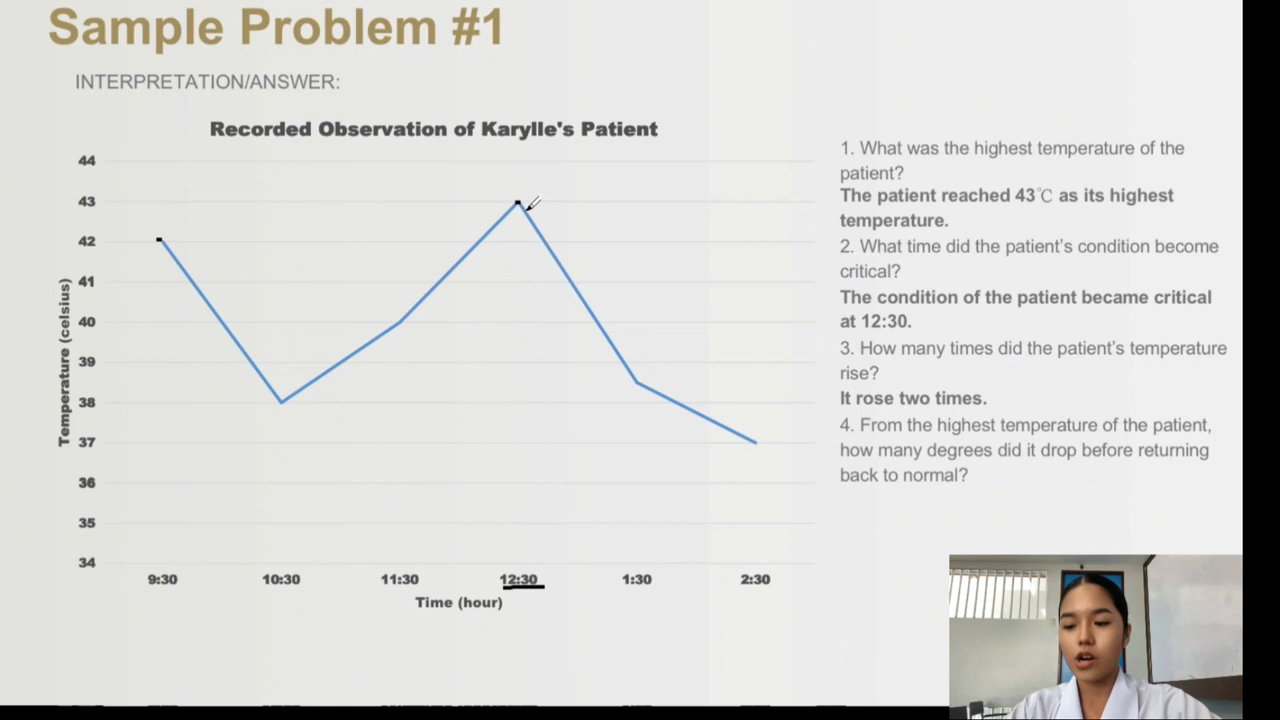 Sample Problem #1
INTERPRETATION/ANSWER:
Recorded Observation of Karylle's Patient
44
43
42
41
40
39
38
37
36
35
34
Temperature (celsius)
9:30
10:30
11:30
12:30
1:30
2:30
Time (hour)
1. What was the highest temperature of the
patient?
The patient reached 43℃ as its highest
temperature.
2. What time did the patient's condition become
critical?
The condition of the patient became critical
at 12:30.
3. How many times did the patient's temperature
rise?
It rose two times.
4. From the highest temperature of the patient,
how many degrees did it drop before returning
back to normal?